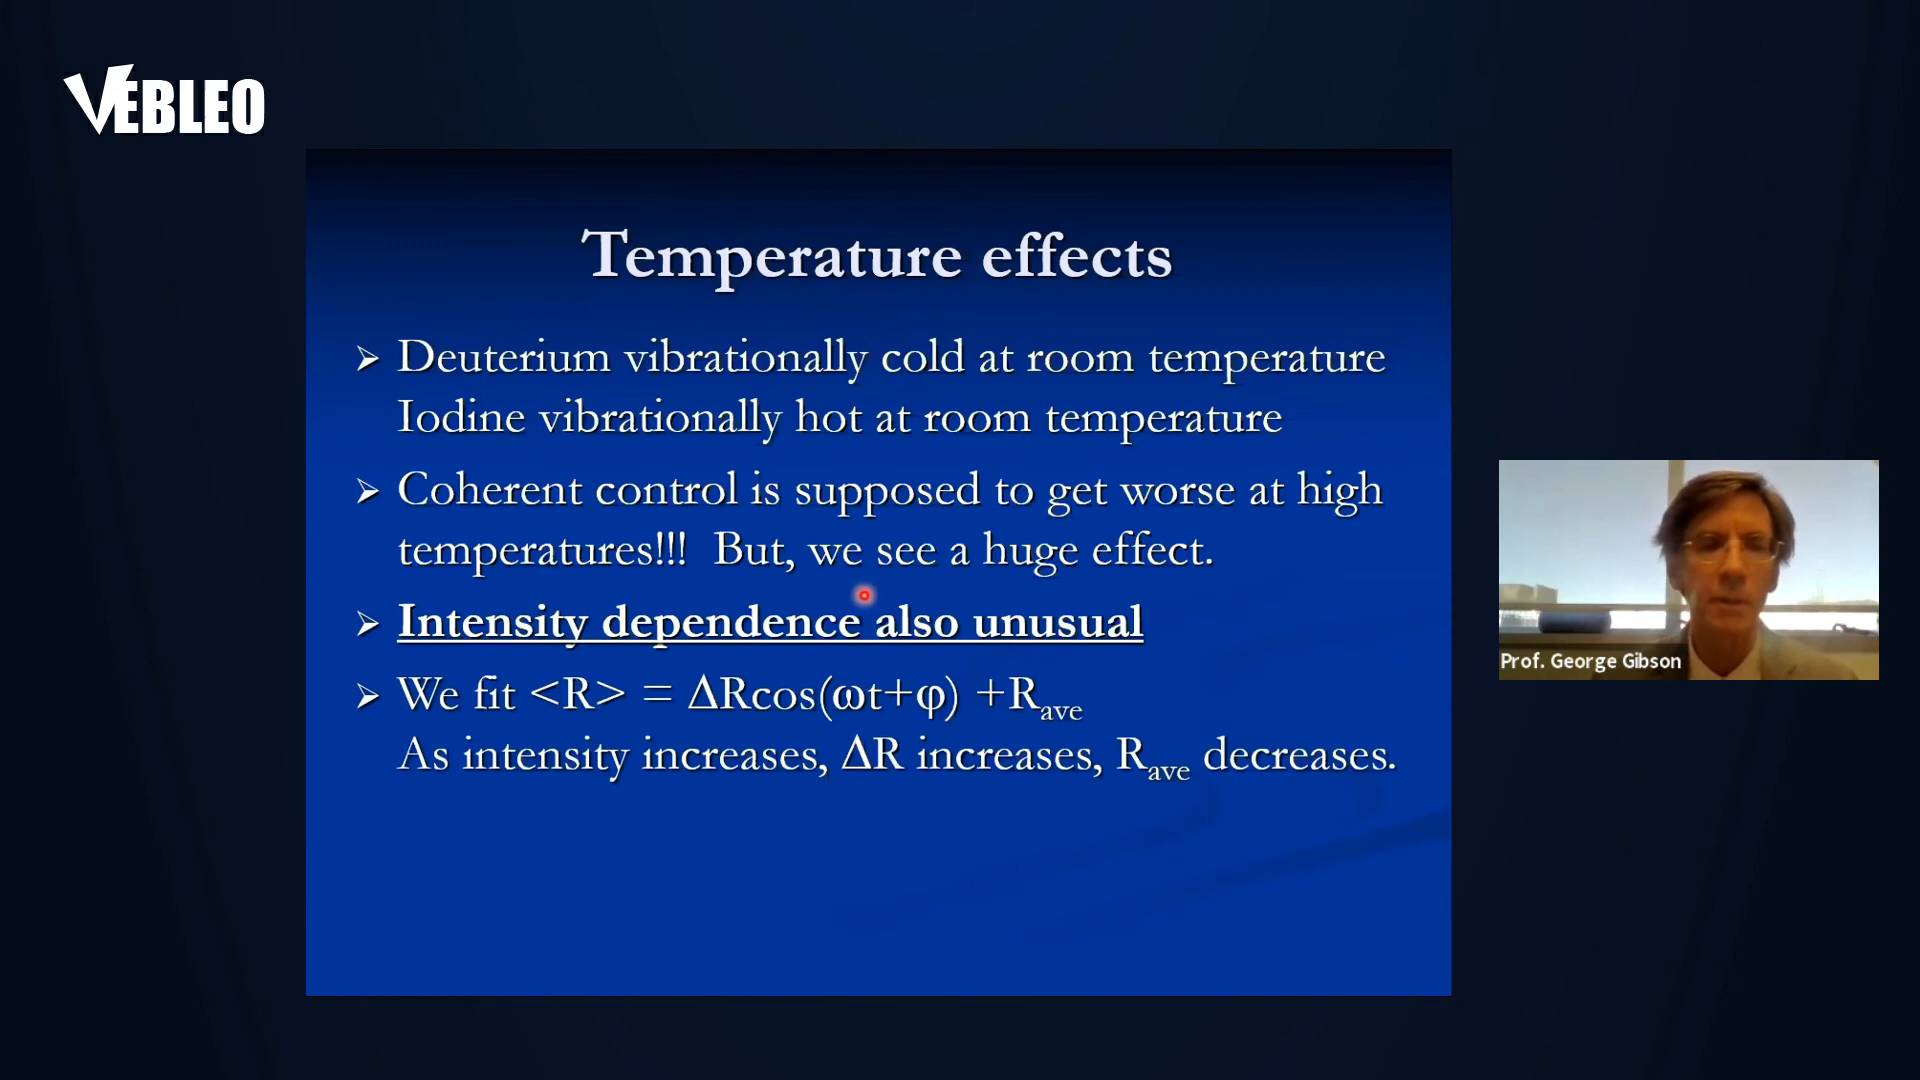 VEBLEO
Temperature effects
➢ Deuterium vibrationally cold at room temperature
Iodine vibrationally hot at room temperature
➢ Coherent control is supposed to get worse at high
temperatures!!! But, we see a huge effect.
➢ Intensity dependence also unusual
➢ We fit <R> = ΔRcos(ωt+φ) +Rave
As intensity increases, ΔR increases, Rave decreases.
Prof. George Gibson